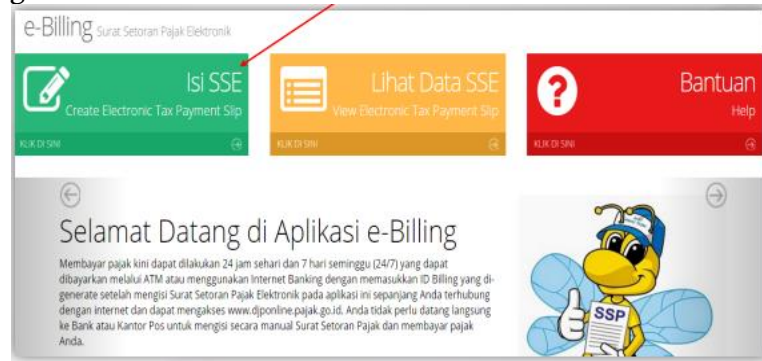 e-Billing Surat Setoran Pajak Elektronik
Isi SSE
Create Electronic Tax Payment Slip
KLIK DI SINI
Lihat Data SSE
View Electronic Tax Payment Slip
KLIK DI SINI
Bantuan
Help
KLIK DI SINI
Selamat Datang di Aplikasi e-Billing
Membayar pajak kini dapat dilakukan 24 jam
sehari dan 7 hari seminggu (24/7) yang dapat
dibayarkan melalui ATM atau menggunakan Internet Banking dengan memasukkan ID Billing yang di-
generate setelah mengisi Surat Setoran Pajak Elektronik pada aplikasi ini sepanjang Anda terhubung
dengan internet dan dapat mengakses www.djponline.pajak.go.id. Anda tidak perlu datang langsung
ke Bank atau Kantor Pos untuk mengisi secara manual Surat Setoran Pajak dan membayar pajak
Anda.
SSP